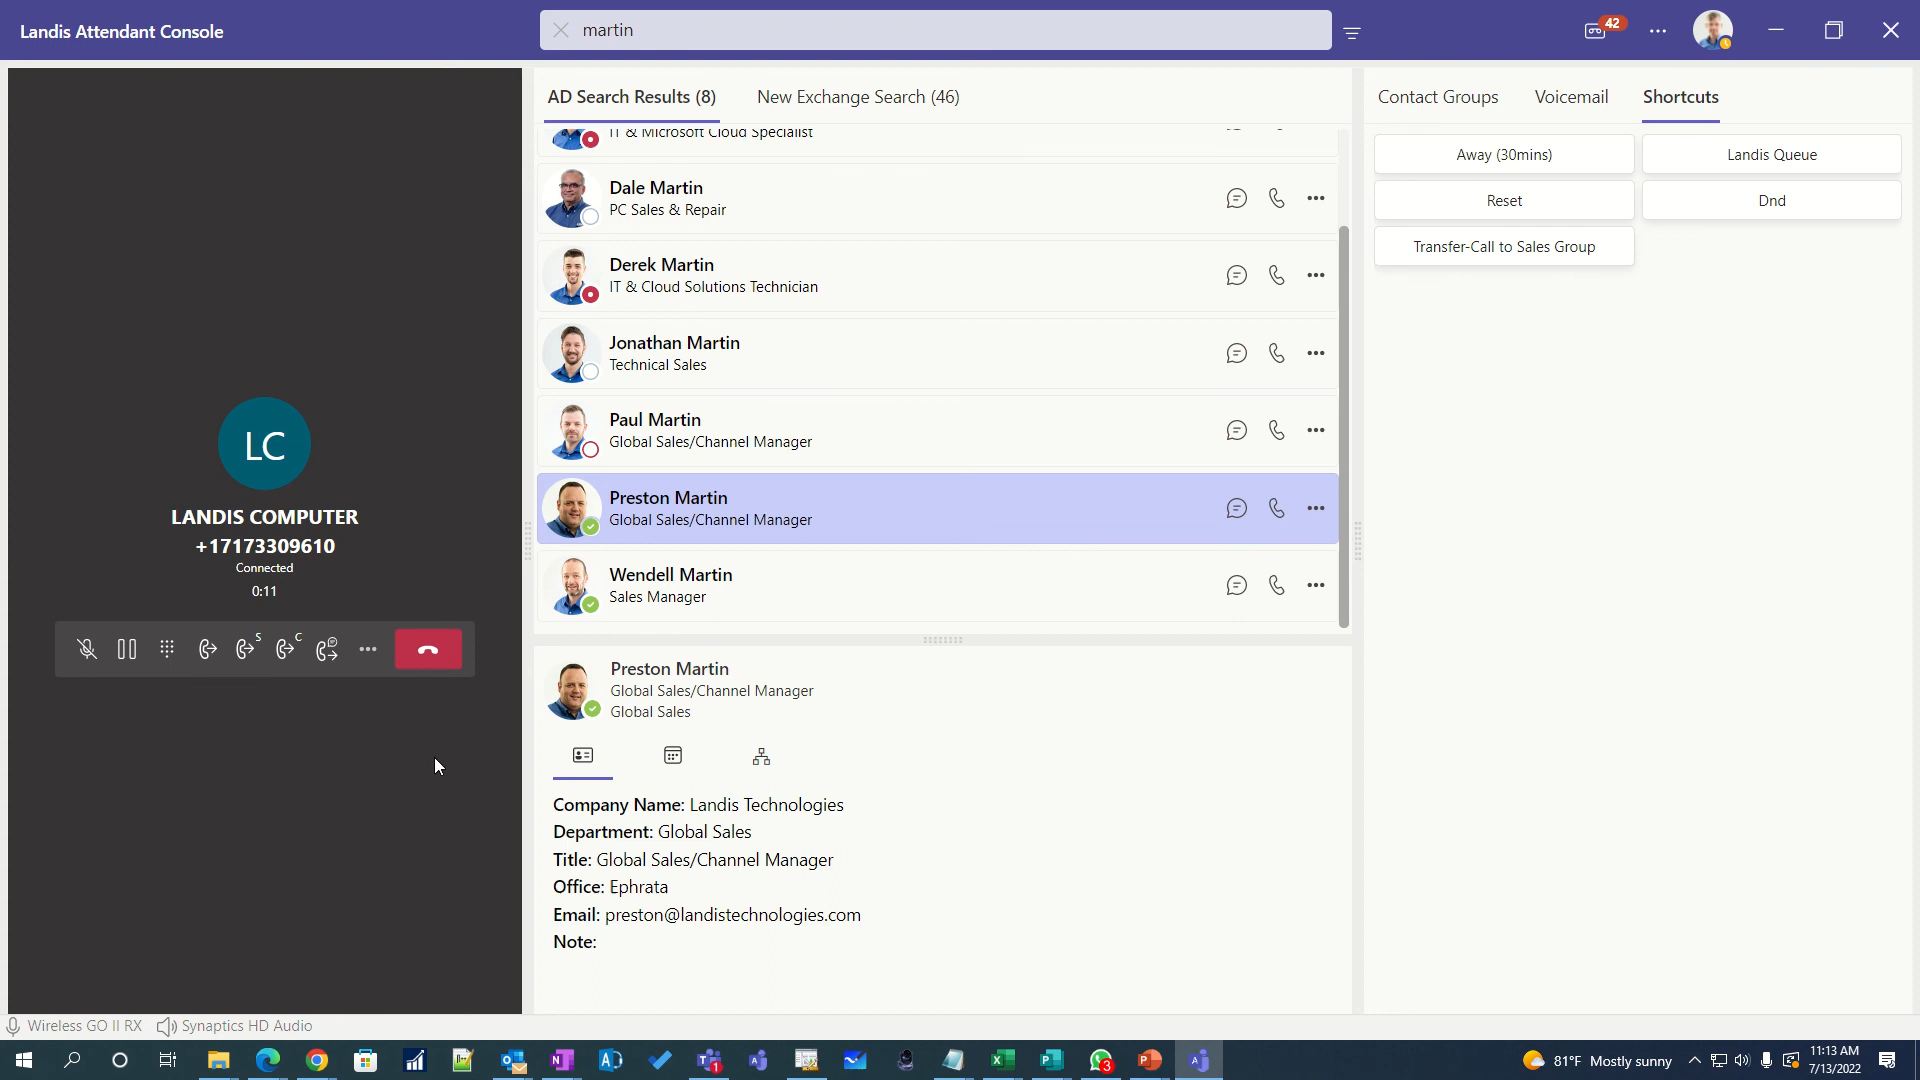 Landis Attendant Console
martin
42
AD Search Results (8)
New Exchange Search (46)
IT & Microsoft Cloud Specialist
Dale Martin
PC Sales & Repair
Derek Martin
IT & Cloud Solutions Technician
Jonathan Martin
Technical Sales
Paul Martin
Global Sales/Channel Manager
Preston Martin
Global Sales/Channel Manager
Wendell Martin
Sales Manager
Contact Groups
Voicemail
Shortcuts
Away (30mins)
Landis Queue
Reset
Dnd
Transfer-Call to Sales Group
LC
LANDIS COMPUTER
+17173309610
Connected
0:11
S
C
Preston Martin
Global Sales/Channel Manager
Global Sales
Company Name: Landis Technologies
Department: Global Sales
Title: Global Sales/Channel Manager
Office: Ephrata
Email: preston@landistechnologies.com
Note:
Wireless GO II RX
Synaptics HD Audio
1
3
81°F Mostly sunny
11:13 AM
7/13/2022